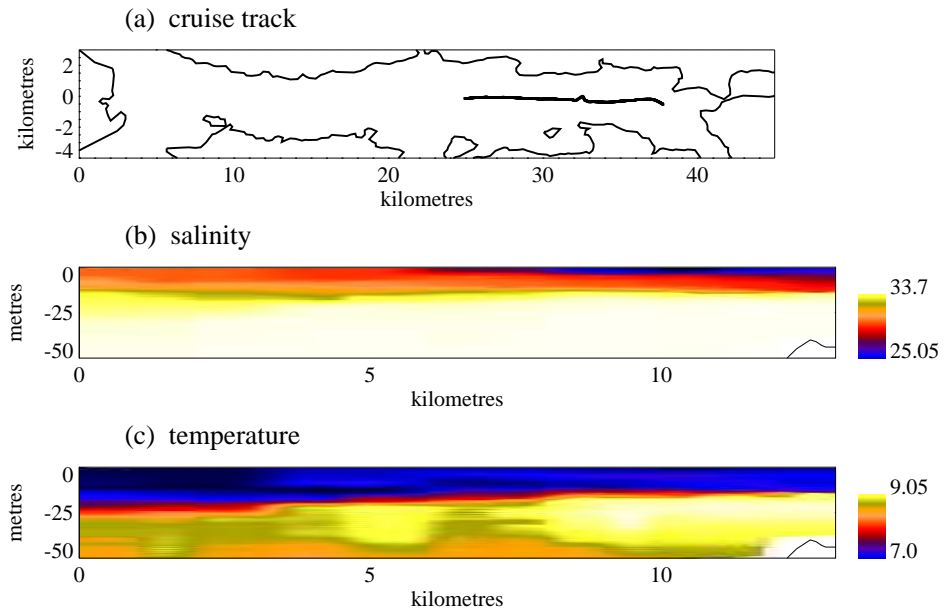 (a) cruise track
kilometres
2
0
-2
-4
0 10 20 30 40
kilometres
(b) salinity
metres
0
-25
-50
33.7
25.05
0 5 10
kilometres
(c) temperature
metres
0
-25
-50
9.05
7.0
0 5 10
kilometres